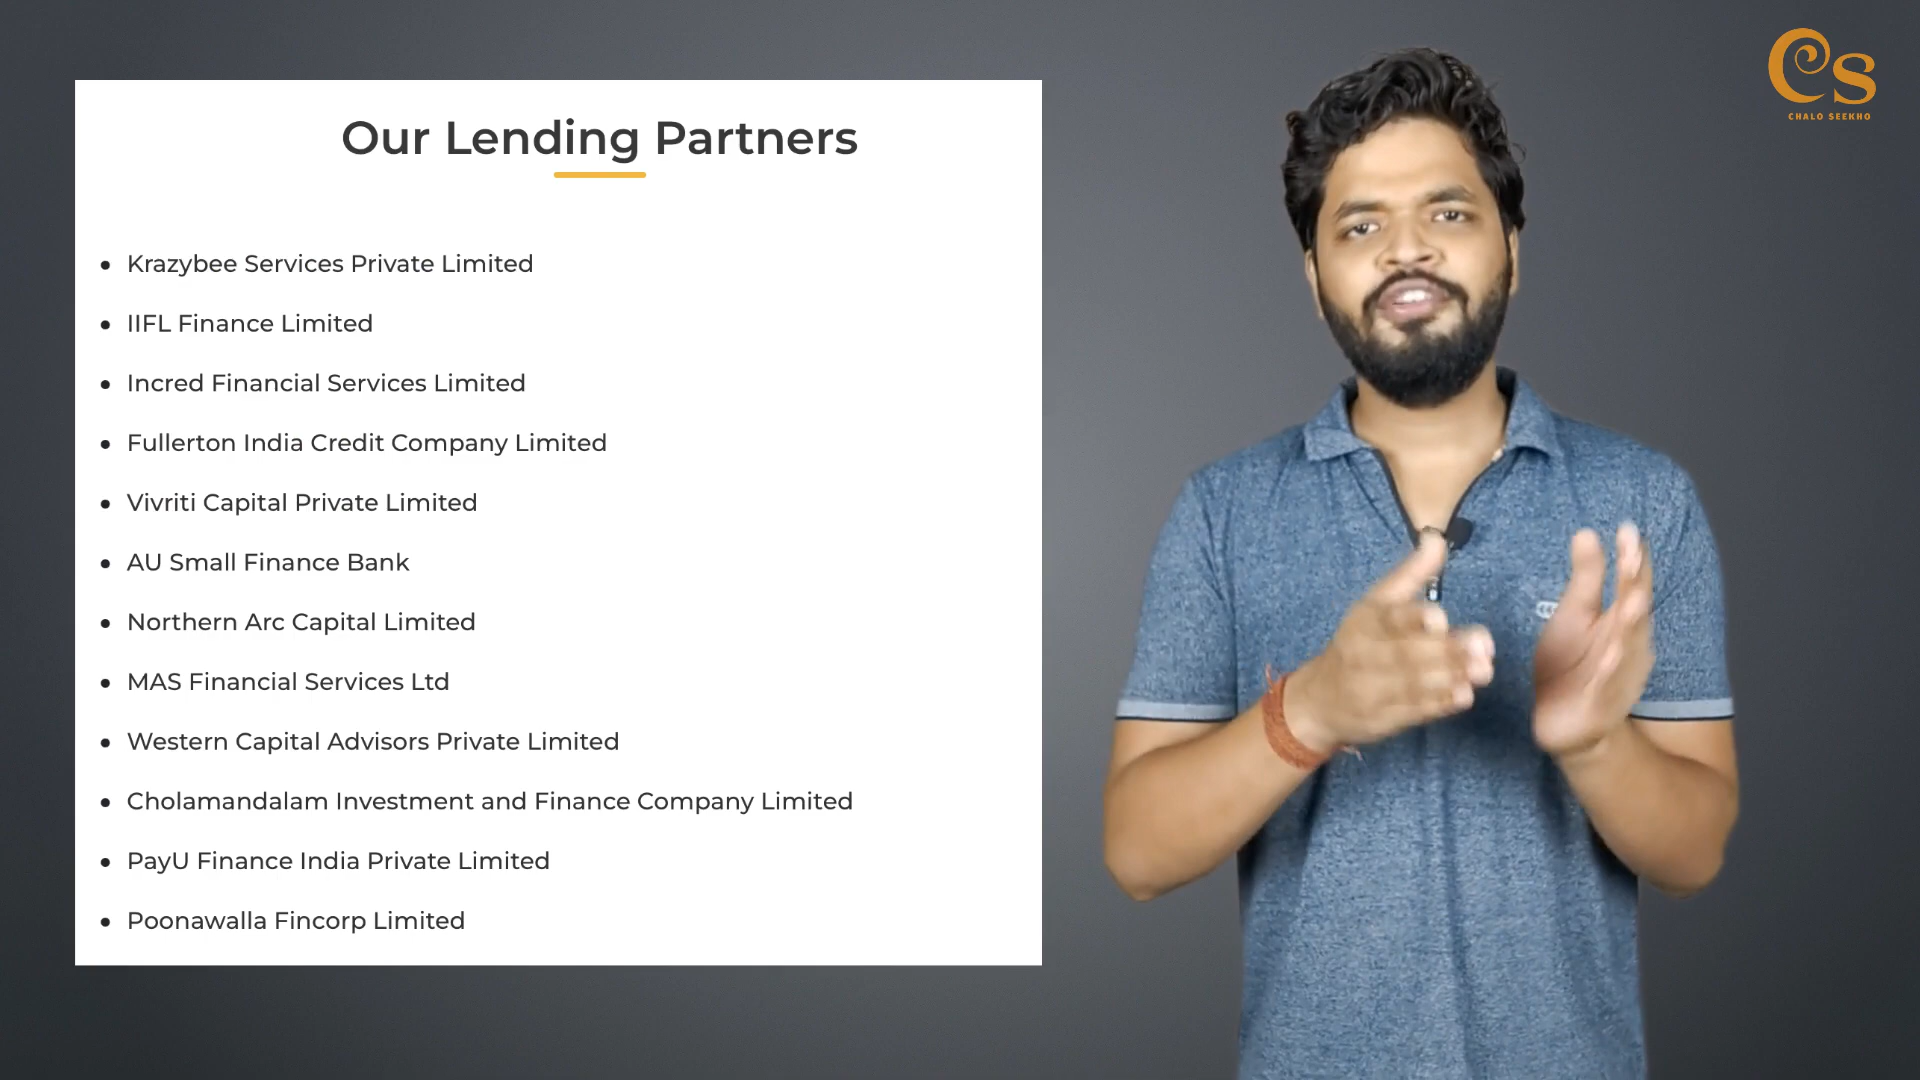 Our Lending Partners
Krazybee Services Private Limited
IIFL Finance Limited
Incred Financial Services Limited
Fullerton India Credit Company Limited
Vivriti Capital Private Limited
AU Small Finance Bank
Northern Arc Capital Limited
MAS Financial Services Ltd
Western Capital Advisors Private Limited
Cholamandalam Investment and Finance Company Limited
PayU Finance India Private Limited
Poonawalla Fincorp Limited
CS
CHALO SEEKHO